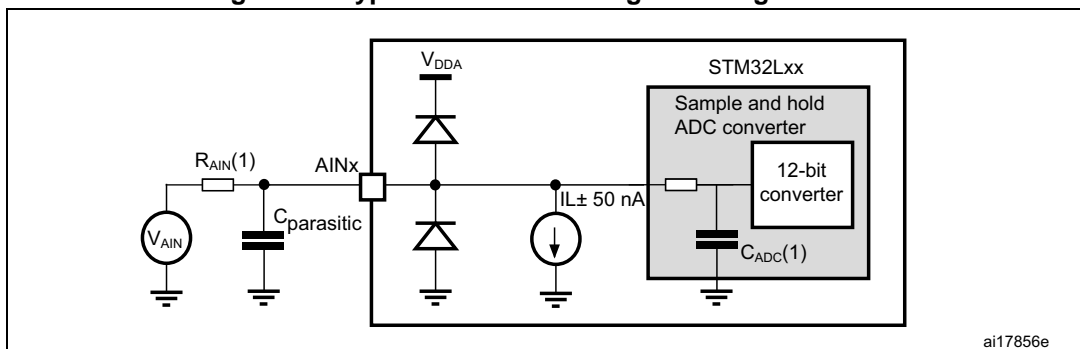 V_DDA
STM32Lxx
Sample and hold
ADC converter
R_AIN(1)
AINx
12-bit
converter
IL± 50 nA
C_parasitic
V_AIN
C_ADC(1)
ai17856e